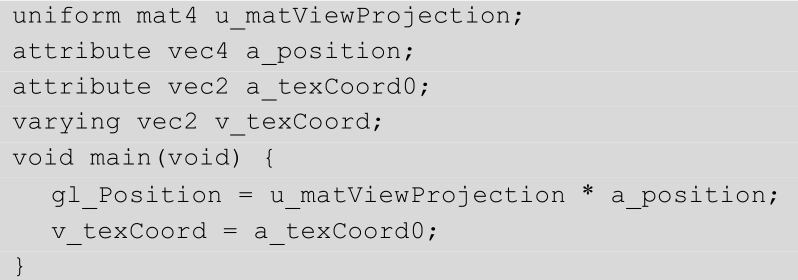 uniform mat4 u_matViewProjection;
attribute vec4 a_position;
attribute vec2 a_texCoord0;
varying vec2 v_texCoord;
void main(void) {
gl_Position = u_matViewProjection * a_position;
v_texCoord = a_texCoord0;
}